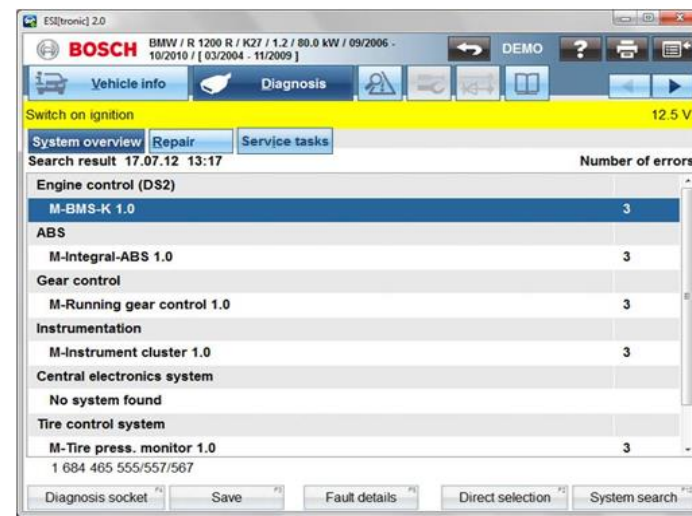 ESI[tronic] 2.0
BOSCH
BMW / R 1200 R / K27 / 1.2 / 80.0 kW / 09/2006 -
10/2010 / [ 03/2004 - 11/2009 ]
DEMO
?
Vehicle info
Diagnosis
Switch on ignition 12.5 V
System overview Repair Service tasks
Search result 17.07.12 13:17 Number of errors
Engine control (DS2)
M-BMS-K 1.0 3
ABS
M-Integral-ABS 1.0 3
Gear control
M-Running gear control 1.0 3
Instrumentation
M-Instrument cluster 1.0 3
Central electronics system
No system found
Tire control system
M-Tire press. monitor 1.0 3
1 684 465 555/557/567
Diagnosis socket Save Fault details Direct selection System search